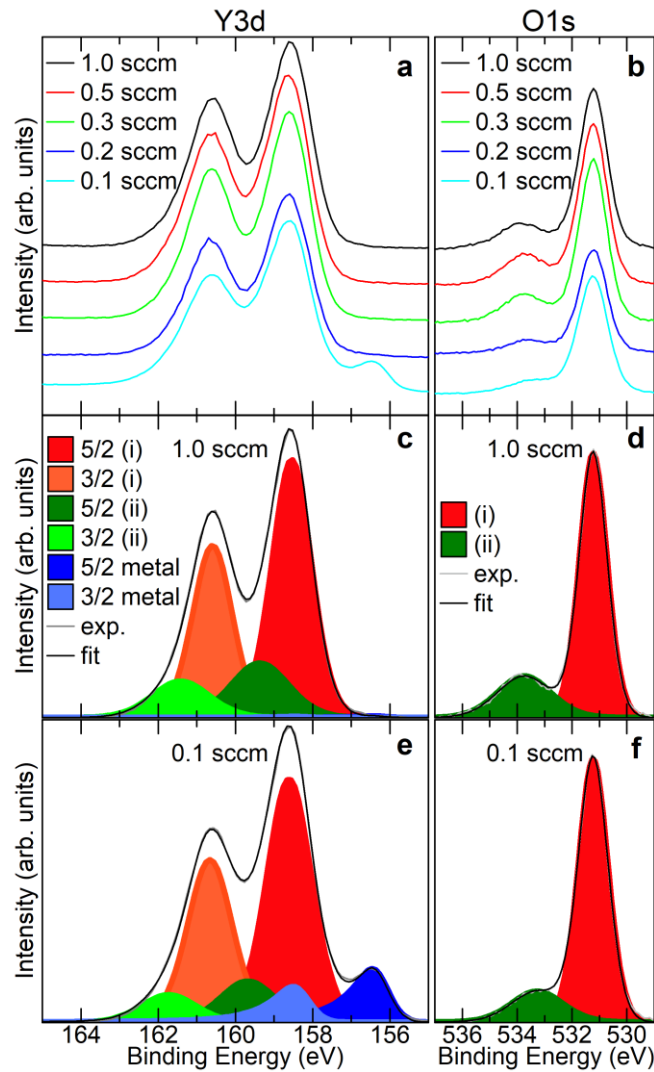 Y3d
O1s
Intensity (arb. units)
1.0 sccm
0.5 sccm
0.3 sccm
0.2 sccm
0.1 sccm
a
1.0 sccm
0.5 sccm
0.3 sccm
0.2 sccm
0.1 sccm
b
Intensity (arb. units)
5/2 (i)
3/2 (i)
5/2 (ii)
3/2 (ii)
5/2 metal
3/2 metal
exp.
fit
1.0 sccm
c
1.0 sccm
d
(i)
(ii)
exp.
fit
Intensity (arb. units)
0.1 sccm
e
0.1 sccm
f
164 162 160 158 156
Binding Energy (eV)
536 534 532 530
Binding Energy (eV)